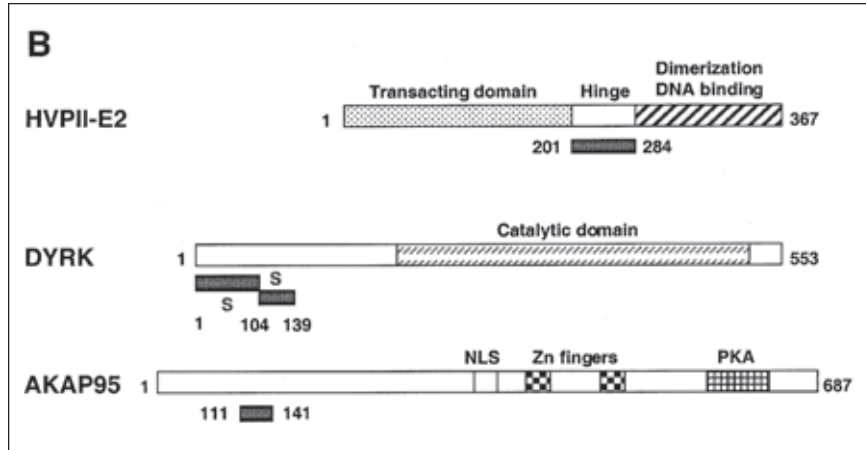 B
Dimerization
Transacting domain Hinge DNA binding
HVPII-E2 1 367
201 284
Catalytic domain
DYRK 1 553
S
S
1 104 139
NLS Zn fingers PKA
AKAP95 1 687
111 141